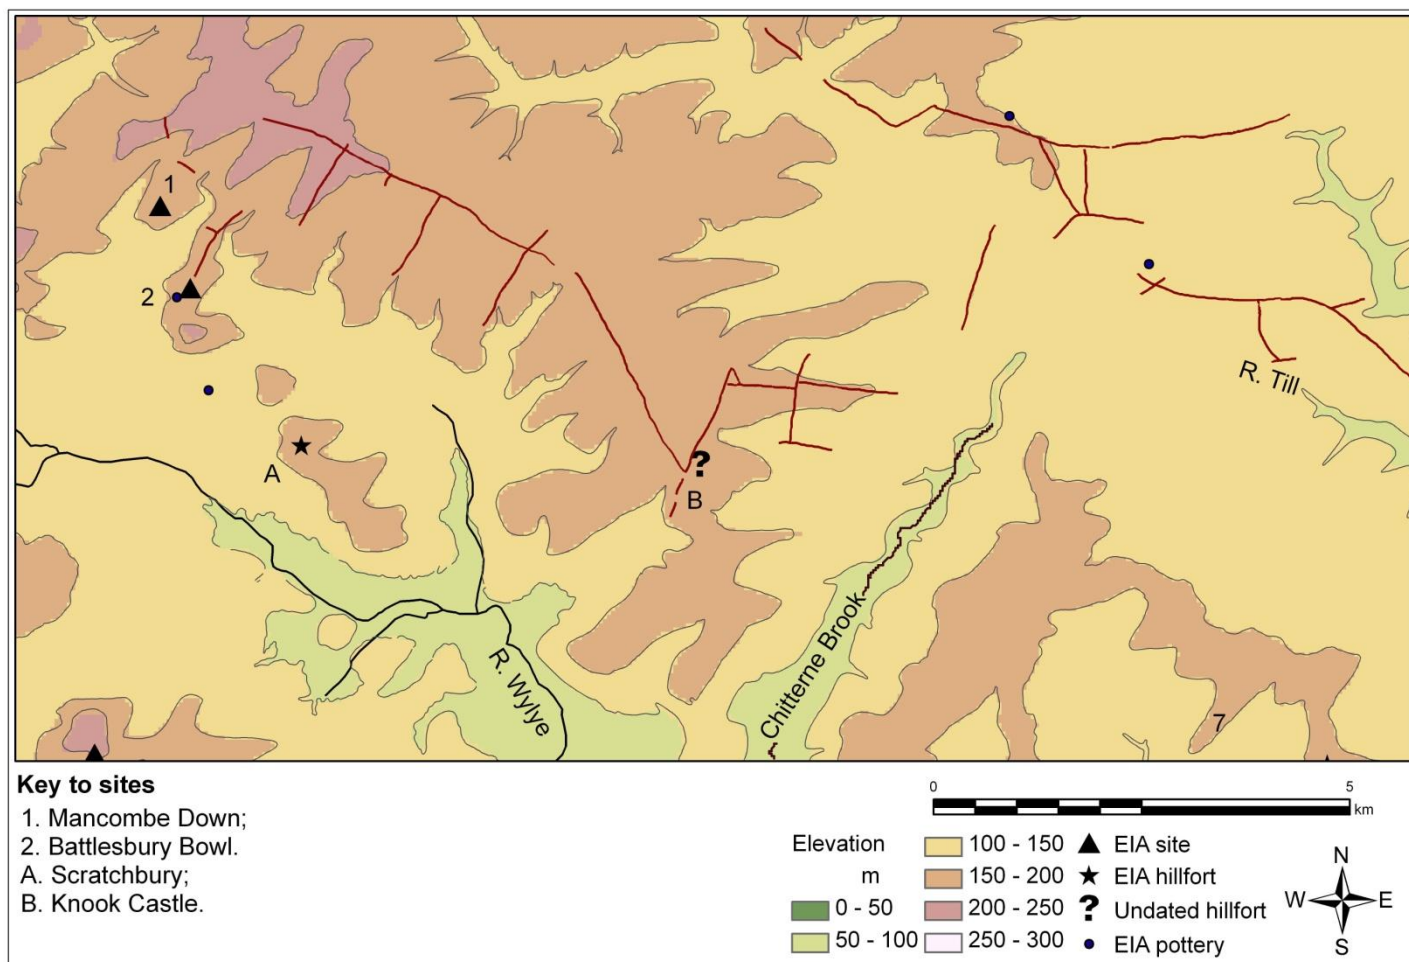 1
2
A
?
B
R. Till
R. Wylye
Chitterne Brook
7
Key to sites
1. Mancombe Down;
2. Battlesbury Bowl.
A. Scratchbury;
B. Knook Castle.
0 5
km
Elevation
m
0 - 50
50 - 100
100 - 150
150 - 200
200 - 250
250 - 300
EIA site
EIA hillfort
? Undated hillfort
EIA pottery
N
W E
S